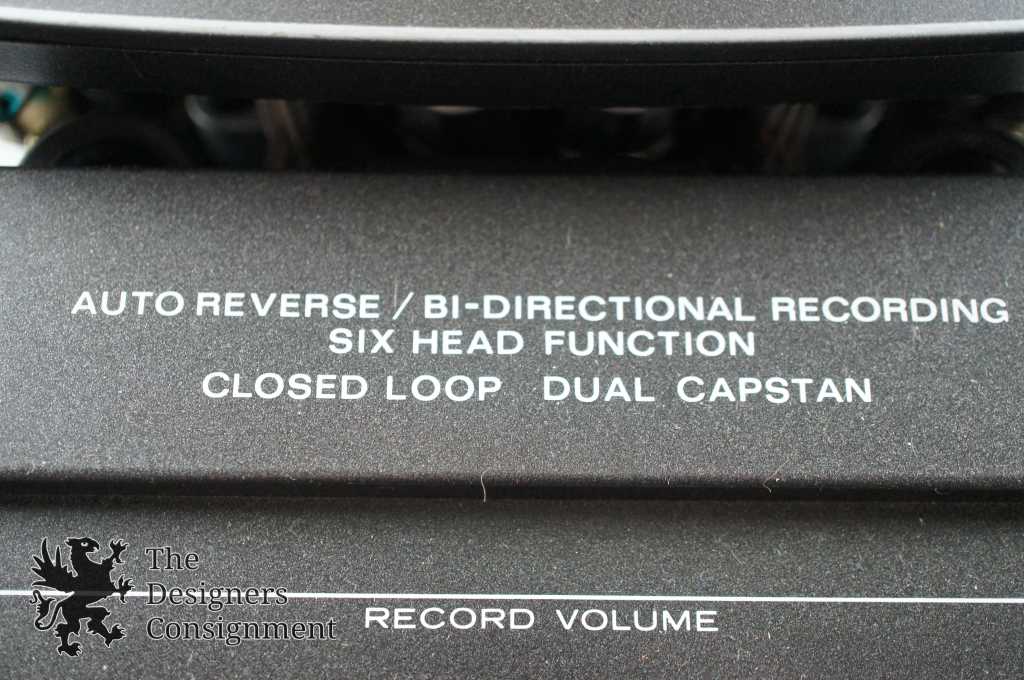 AUTO REVERSE / BI-DIRECTIONAL RECORDING
SIX HEAD FUNCTION
CLOSED LOOP DUAL CAPSTAN
RECORD VOLUME
The
Designers
Consignment